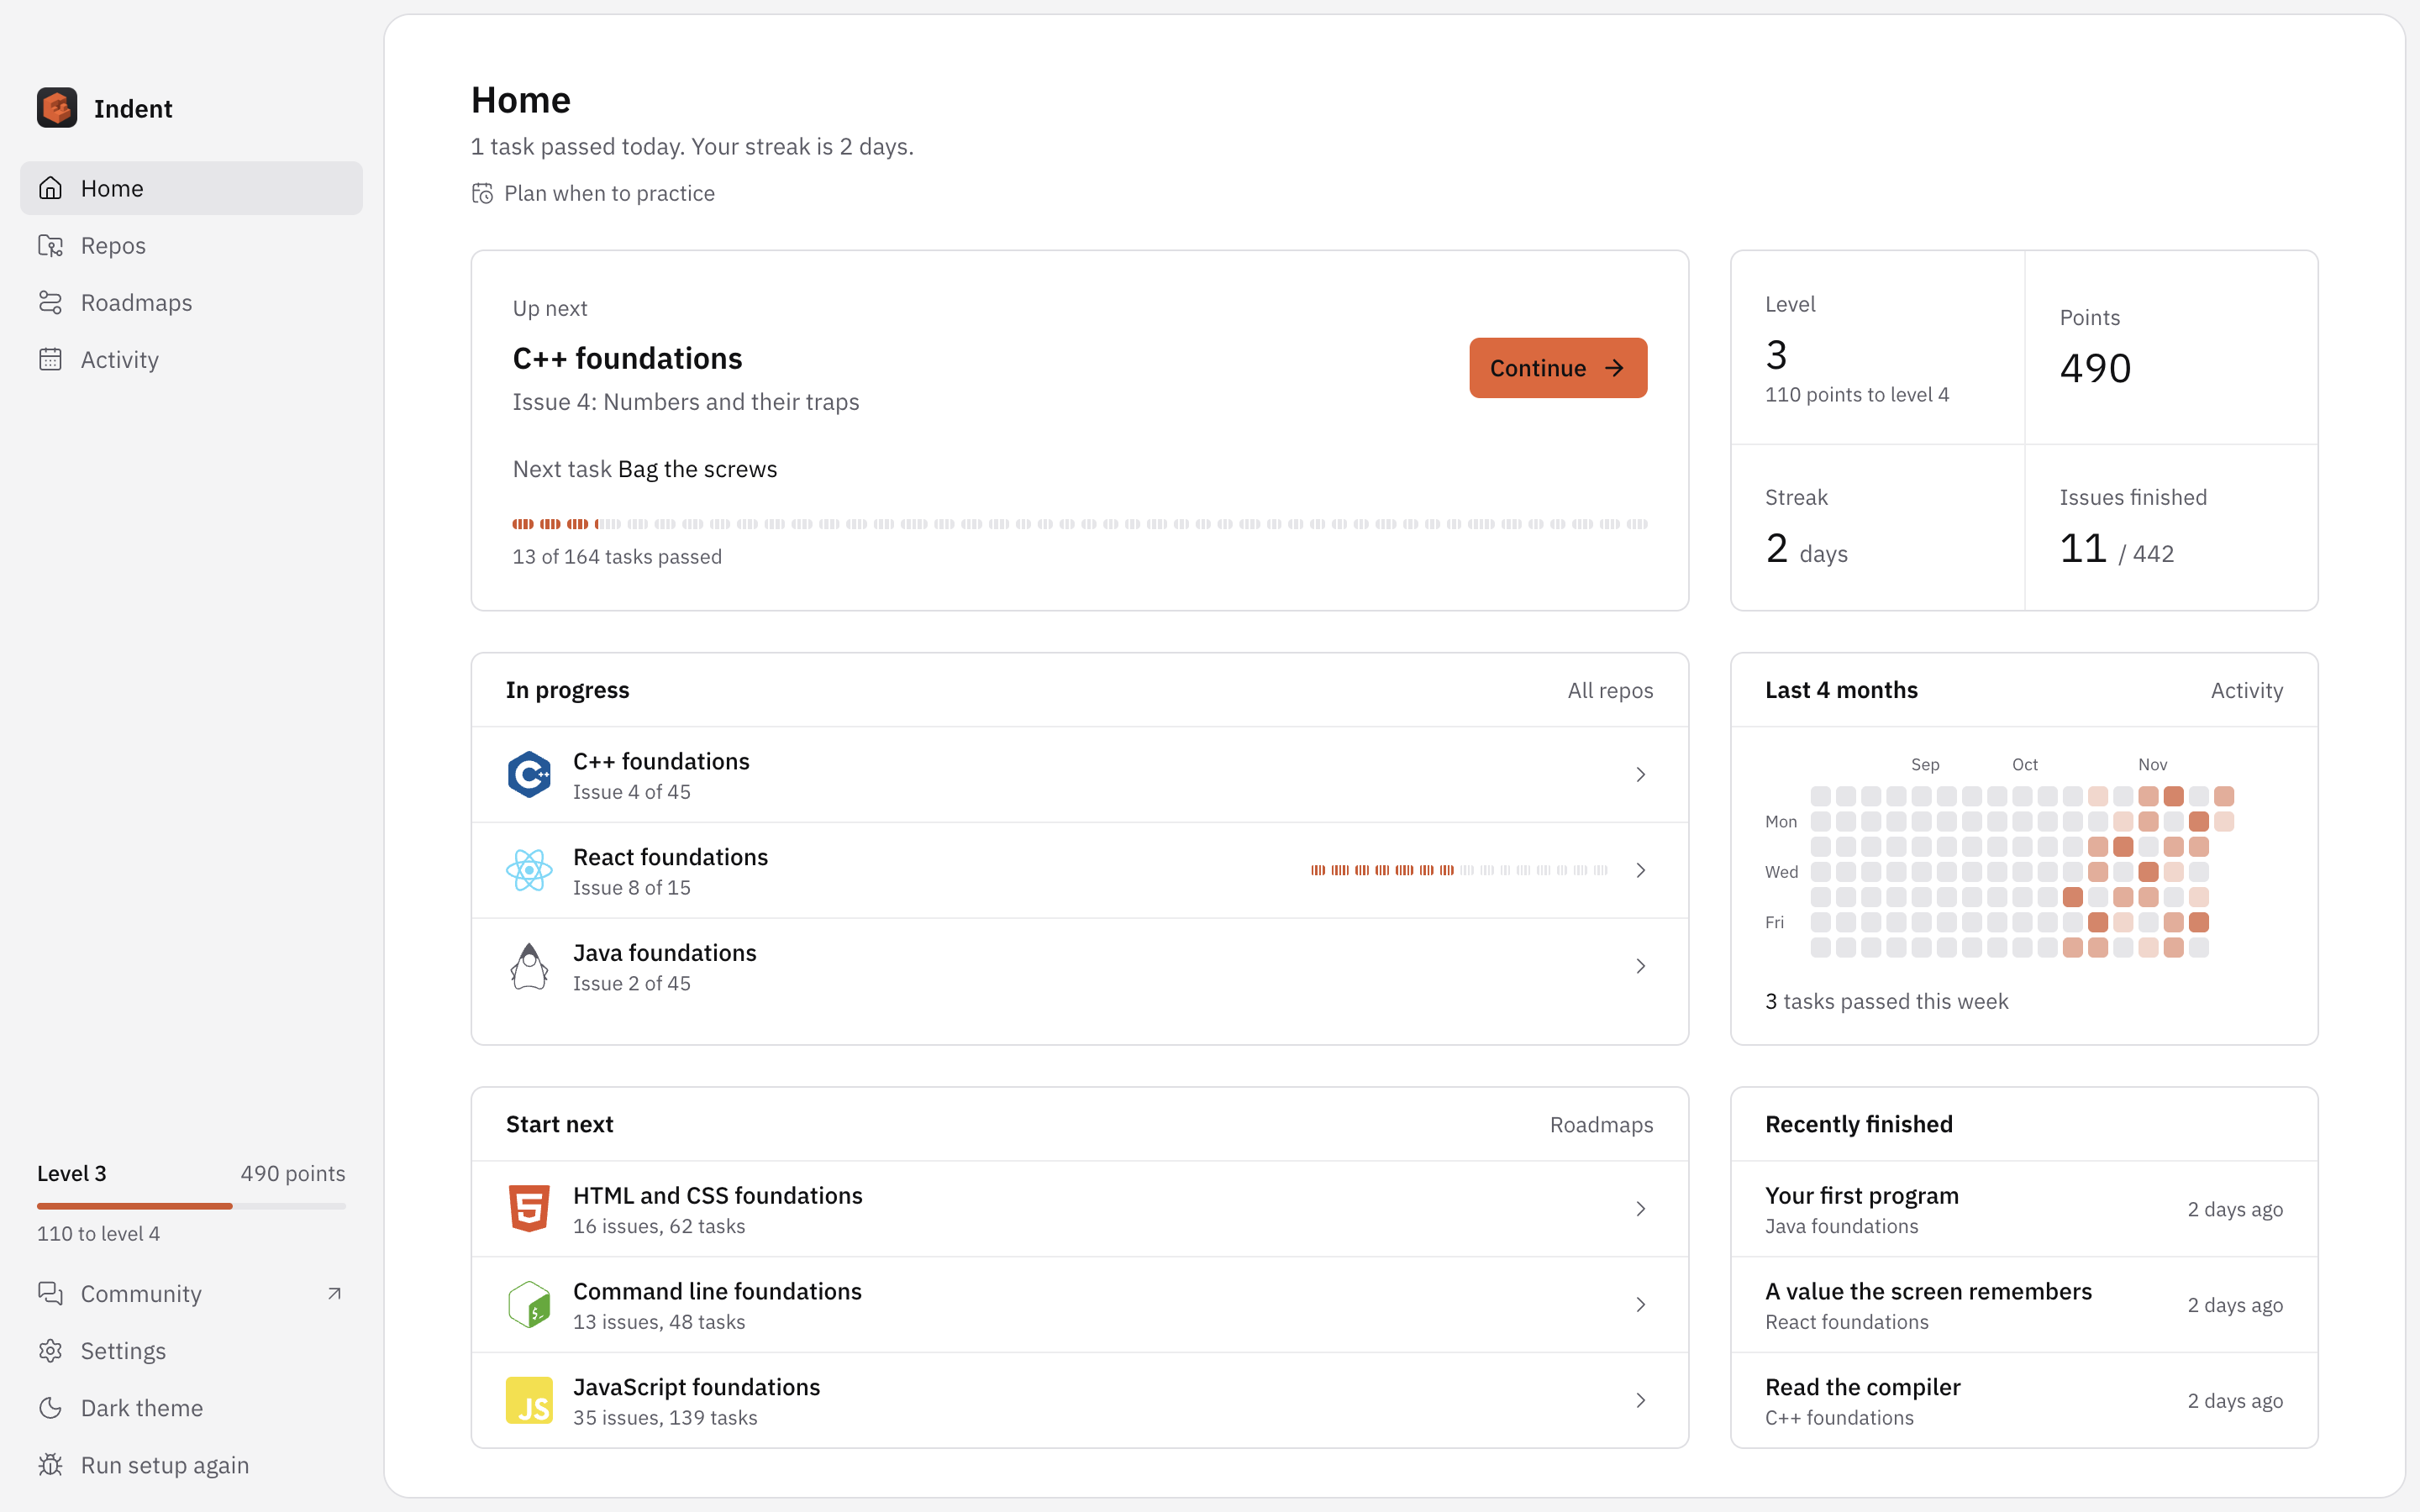 Indent
Home
Repos
Roadmaps
Activity
Level 3 490 points
110 to level 4
Community
Settings
Dark theme
Run setup again
Home
1 task passed today. Your streak is 2 days.
Plan when to practice
Up next
C++ foundations
Issue 4: Numbers and their traps
Continue
Next task Bag the screws
13 of 164 tasks passed
Level
3
110 points to level 4
Points
490
Streak
2 days
Issues finished
11 / 442
In progress All repos
C++ foundations
Issue 4 of 45
React foundations
Issue 8 of 15
Java foundations
Issue 2 of 45
Last 4 months Activity
Sep Oct Nov
Mon
Wed
Fri
3 tasks passed this week
Start next Roadmaps
HTML and CSS foundations
16 issues, 62 tasks
Command line foundations
13 issues, 48 tasks
JS
JavaScript foundations
35 issues, 139 tasks
Recently finished
Your first program
Java foundations
2 days ago
A value the screen remembers
React foundations
2 days ago
Read the compiler
C++ foundations
2 days ago